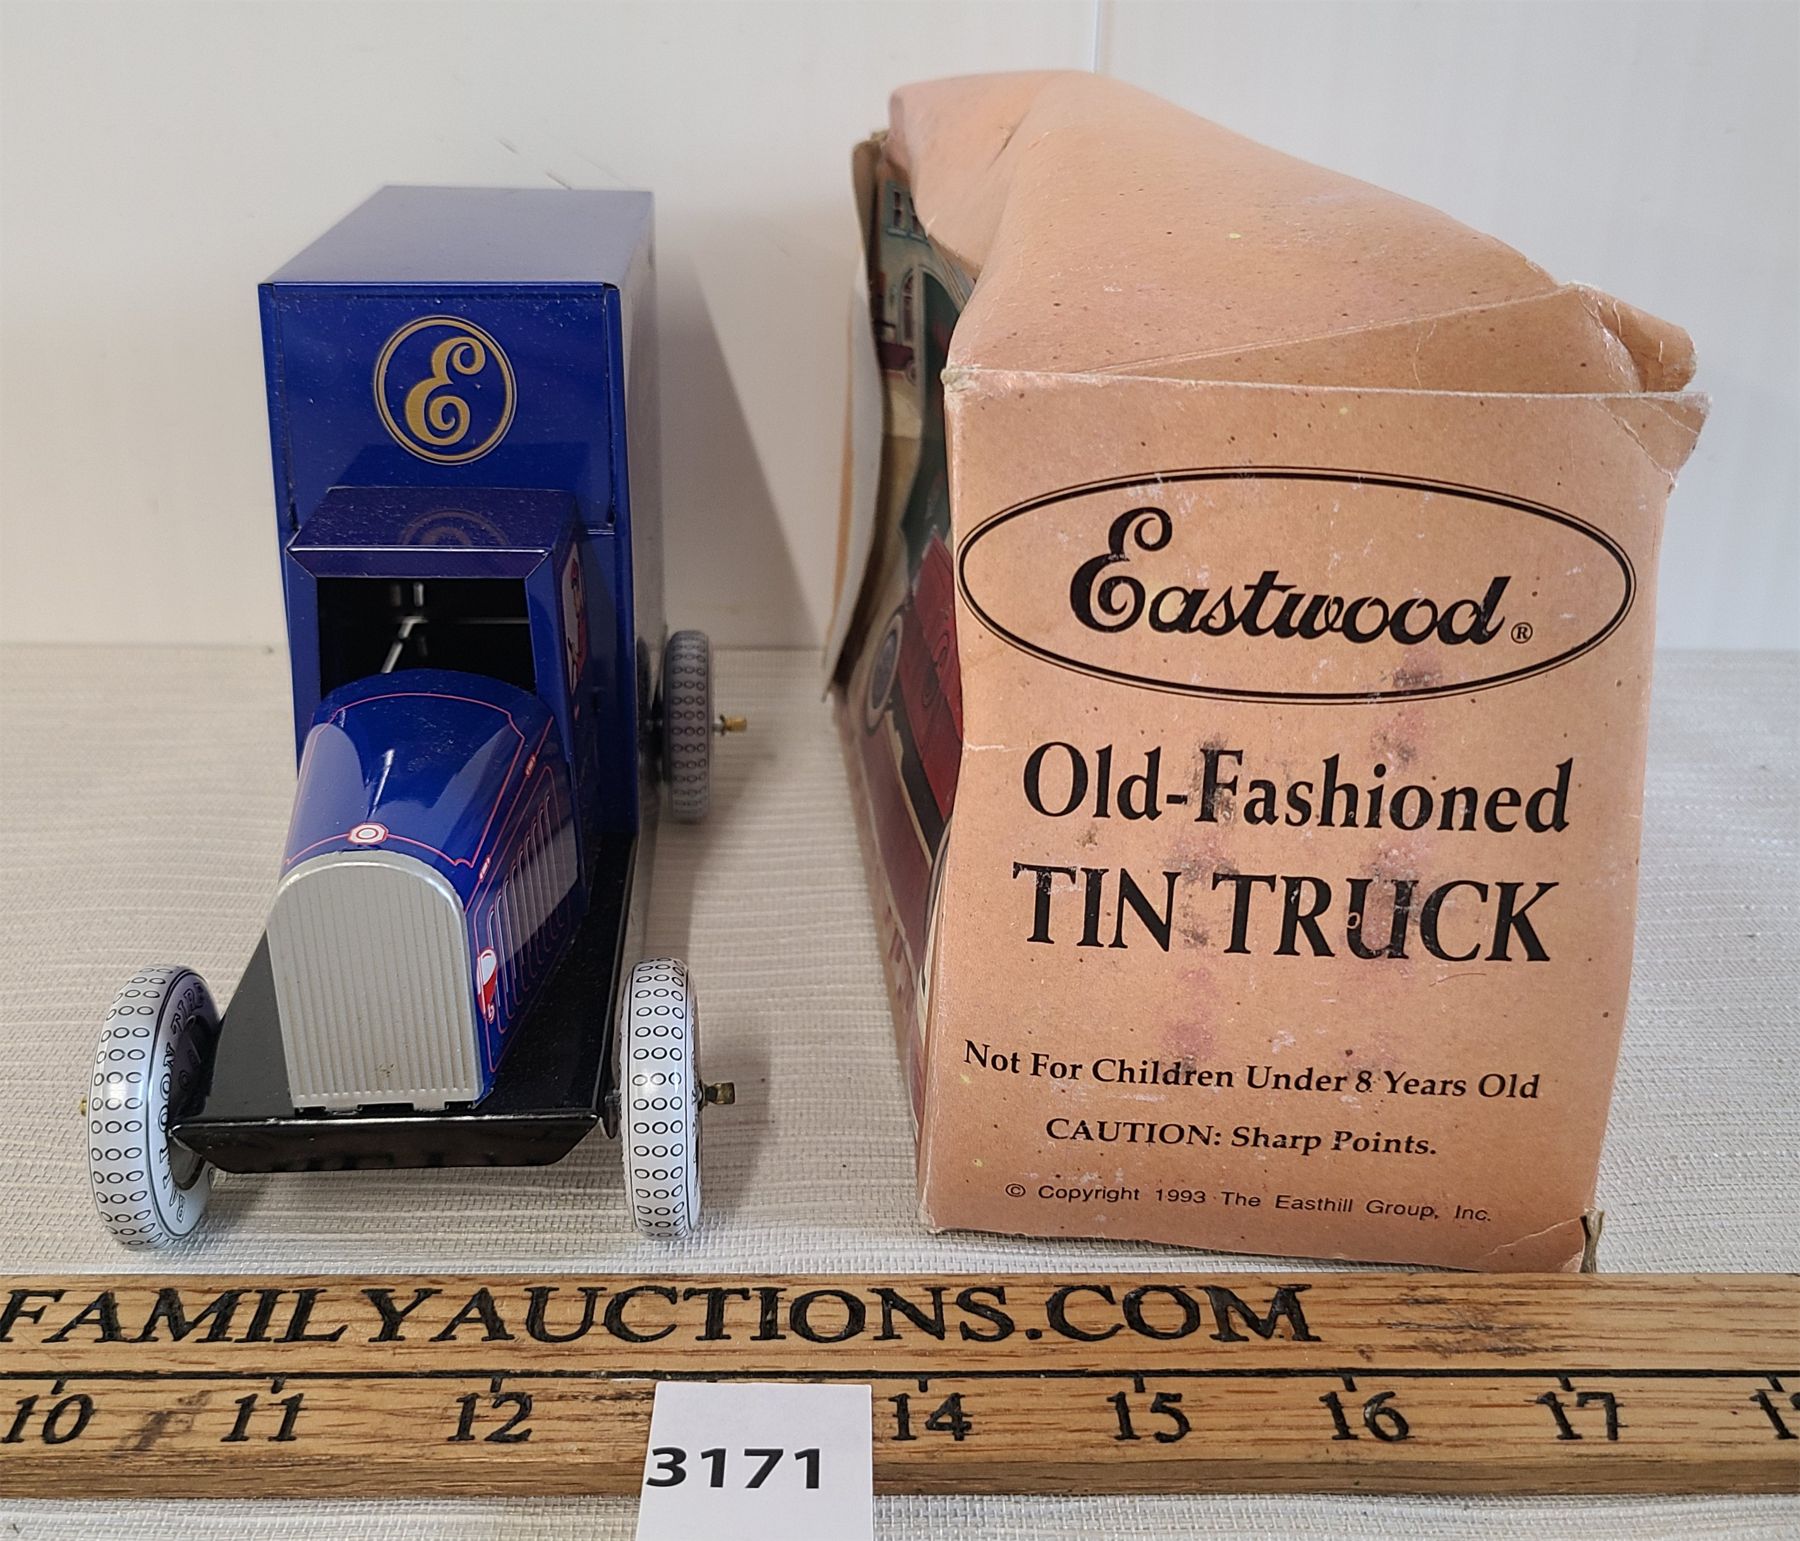 E
Eastwood®
Old-Fashioned
TIN TRUCK
Not For Children Under 8 Years Old
CAUTION: Sharp Points.
© Copyright 1993 The Easthill Group, Inc.
FAMILYAUCTIONS.COM
10 11 12 14 15 16 17
3171